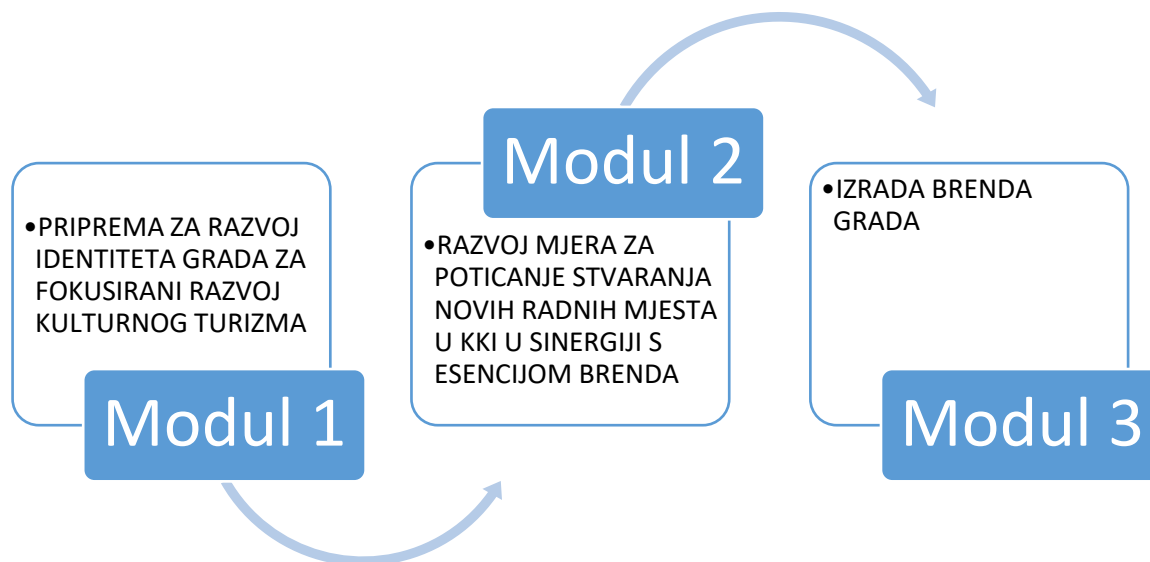 •PRIPREMA ZA RAZVOJ
IDENTITETA GRADA ZA
FOKUSIRANI RAZVOJ
KULTURNOG TURIZMA
Modul 1
Modul 2
•RAZVOJ MJERA ZA
POTICANJE STVARANJA
NOVIH RADNIH MJESTA
U KKI U SINERGIJI S
ESENCIJOM BRENDA
•IZRADA BRENDA
GRADA
Modul 3